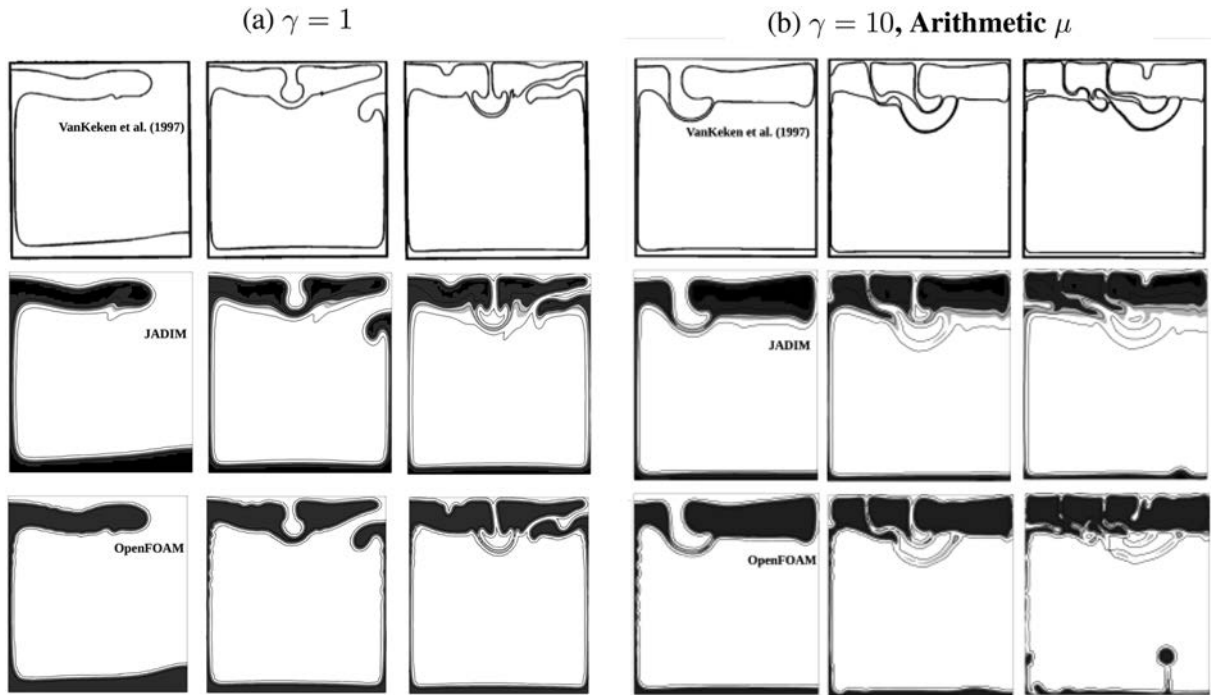 (a) γ = 1
(b) γ = 10, Arithmetic μ
VanKeken et al. (1997)
VanKeken et al. (1997)
JADIM
JADIM
OpenFOAM
OpenFOAM